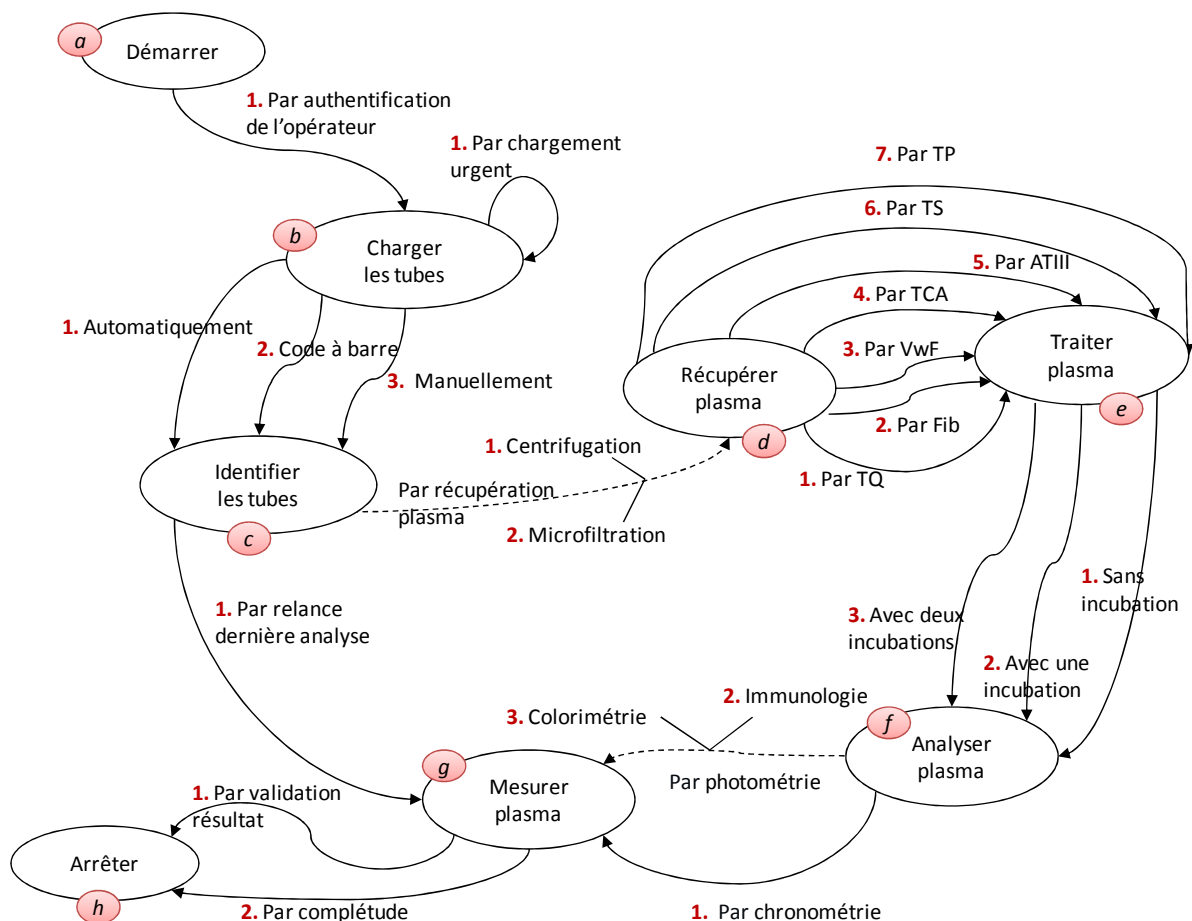 a
Démarrer
1. Par authentification
de l'opérateur
1. Par chargement
urgent
7. Par TP
6. Par TS
b
Charger
les tubes
5. Par ATIII
4. Par TCA
1. Automatiquement
2. Code à barre
3. Manuellement
3. Par VwF
Traiter
plasma
e
Récupérer
plasma
d
2. Par Fib
1. Par TQ
Identifier
les tubes
c
1. Centrifugation
Par récupération
plasma
2. Microfiltration
1. Par relance
dernière analyse
3. Avec deux
incubations
2. Avec une
incubation
1. Sans
incubation
2. Immunologie
3. Colorimétrie
Par photométrie
f
Analyser
plasma
g
Mesurer
plasma
1. Par validation
résultat
Arrêter
h
2. Par complétude
1. Par chronométrie